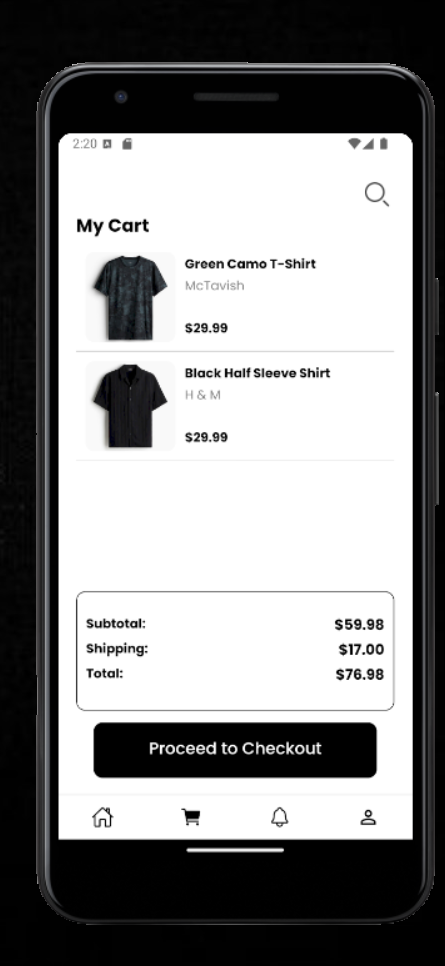 2:20
My Cart
Green Camo T-Shirt
McTavish
$29.99
Black Half Sleeve Shirt
H & M
$29.99
Subtotal: $59.98
Shipping: $17.00
Total: $76.98
Proceed to Checkout